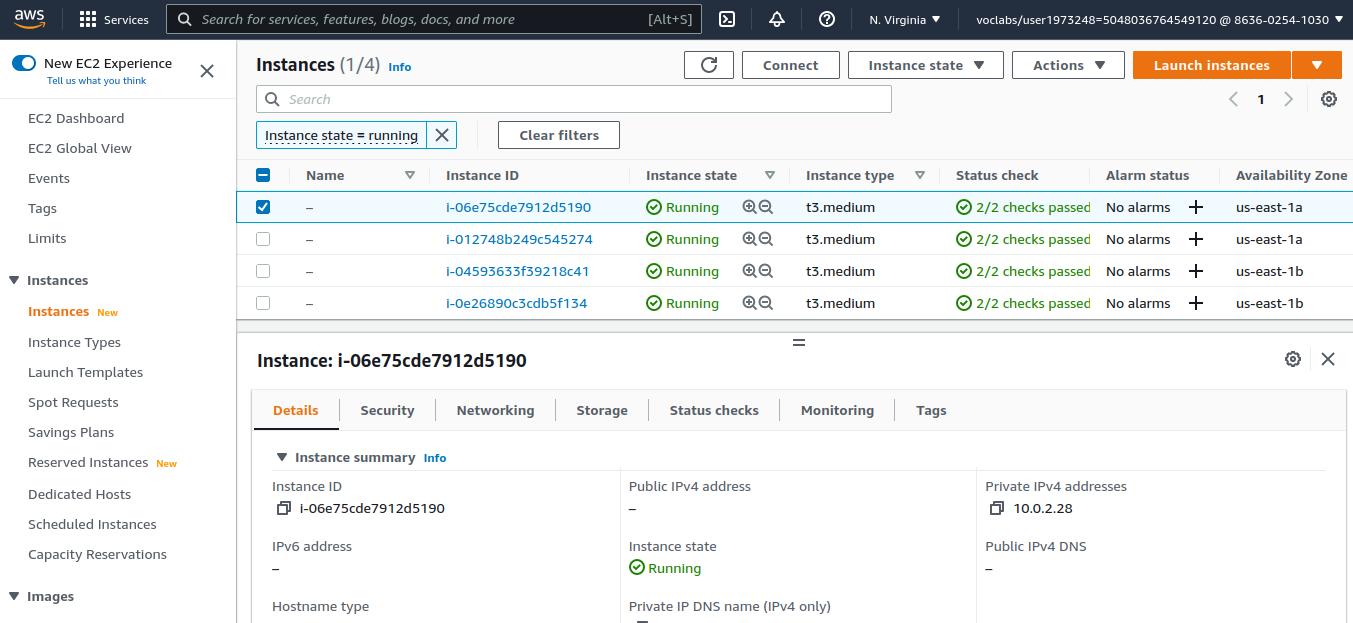 aws
Services
Search for services, features, blogs, docs, and more [Alt+S]
N. Virginia
voclabs/user1973248=5048036764549120 @ 8636-0254-1030
New EC2 Experience
Tell us what you think
EC2 Dashboard
EC2 Global View
Events
Tags
Limits
Instances
Instances New
Instance Types
Launch Templates
Spot Requests
Savings Plans
Reserved Instances New
Dedicated Hosts
Scheduled Instances
Capacity Reservations
Images
Instances (1/4) Info
Connect
Instance state
Actions
Launch instances
Search
1
Instance state = running
Clear filters
Name Instance ID Instance state Instance type Status check Alarm status Availability Zone
– i-06e75cde7912d5190 Running t3.medium 2/2 checks passed No alarms us-east-1a
– i-012748b249c545274 Running t3.medium 2/2 checks passed No alarms us-east-1a
– i-04593633f39218c41 Running t3.medium 2/2 checks passed No alarms us-east-1b
– i-0e26890c3cdb5f134 Running t3.medium 2/2 checks passed No alarms us-east-1b
Instance: i-06e75cde7912d5190
Details Security Networking Storage Status checks Monitoring Tags
Instance summary Info
Instance ID
i-06e75cde7912d5190
Public IPv4 address
–
Private IPv4 addresses
10.0.2.28
IPv6 address
–
Instance state
Running
Public IPv4 DNS
–
Hostname type
Private IP DNS name (IPv4 only)